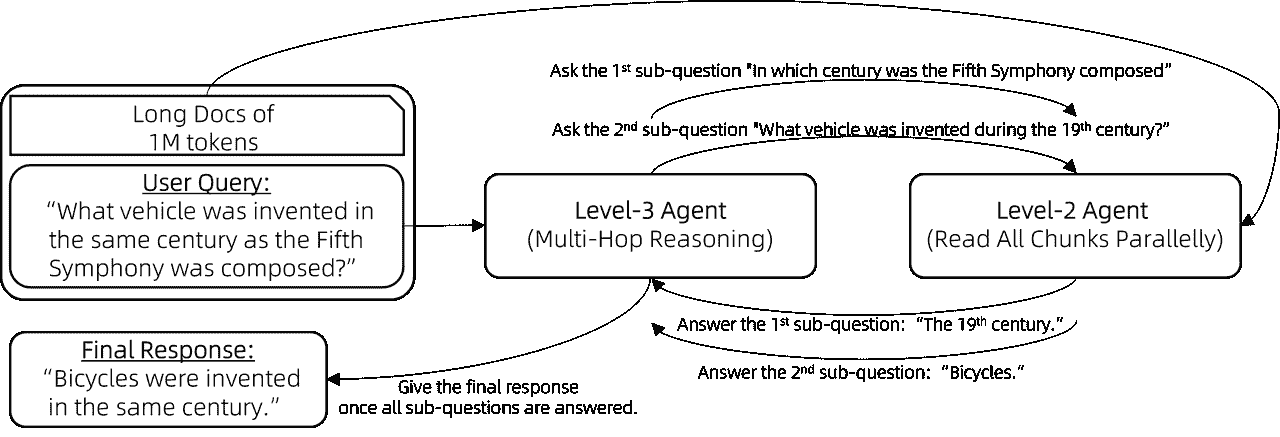 Ask the 1st sub-question "In which century was the Fifth Symphony composed”
Ask the 2nd sub-question "What vehicle was invented during the 19th century?”
Long Docs of
1M tokens
User Query:
“What vehicle was invented in
the same century as the Fifth
Symphony was composed?”
Level-3 Agent
(Multi-Hop Reasoning)
Level-2 Agent
(Read All Chunks Parallelly)
Answer the 1st sub-question: “The 19th century.”
Answer the 2nd sub-question: “Bicycles.“
Final Response:
“Bicycles were invented
in the same century.”
Give the final response
once all sub-questions are answered.